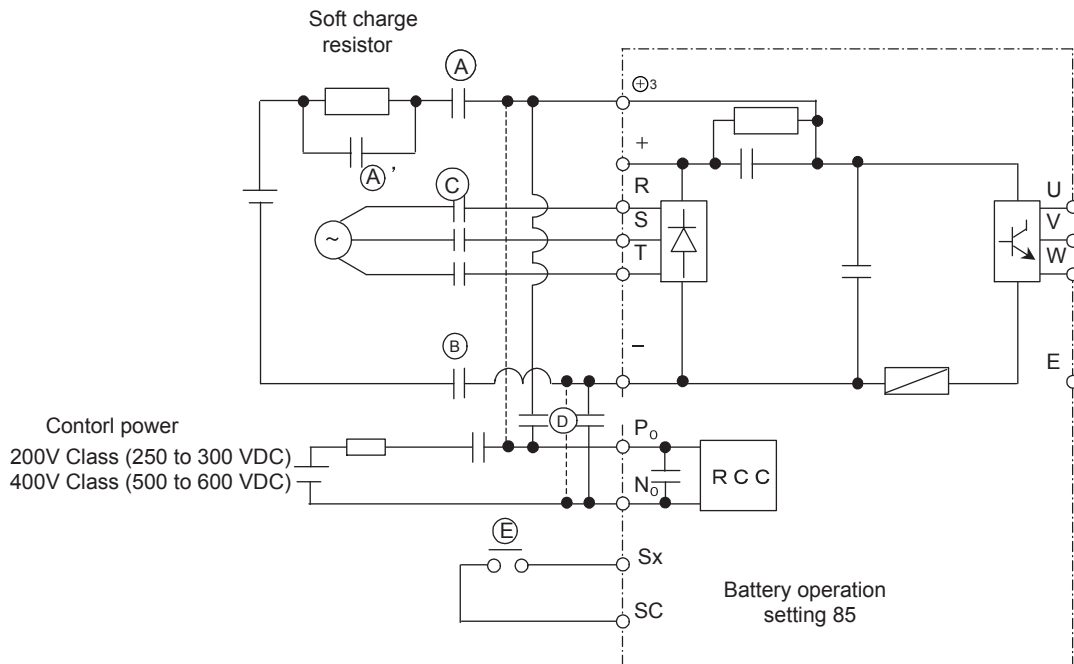 Soft charge
resistor
A
⊕3
A'
+
C
R
S
T
~
U
V
W
B
−
E
Contorl power
200V Class (250 to 300 VDC)
400V Class (500 to 600 VDC)
D
P0
N0
RCC
E
Sx
SC
Battery operation
setting 85